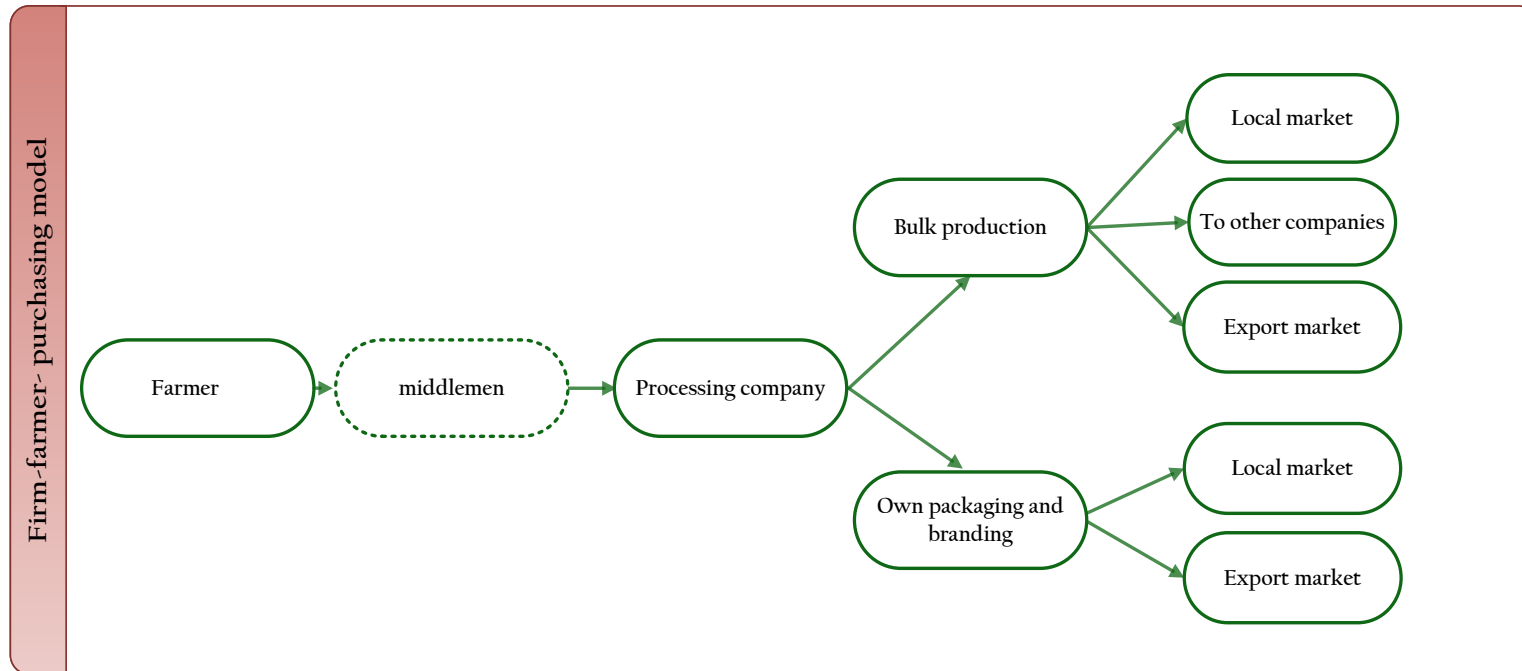 Firm-farmer- purchasing model
Farmer
middlemen
Processing company
Bulk production
Local market
To other companies
Export market
Own packaging and
branding
Local market
Export market